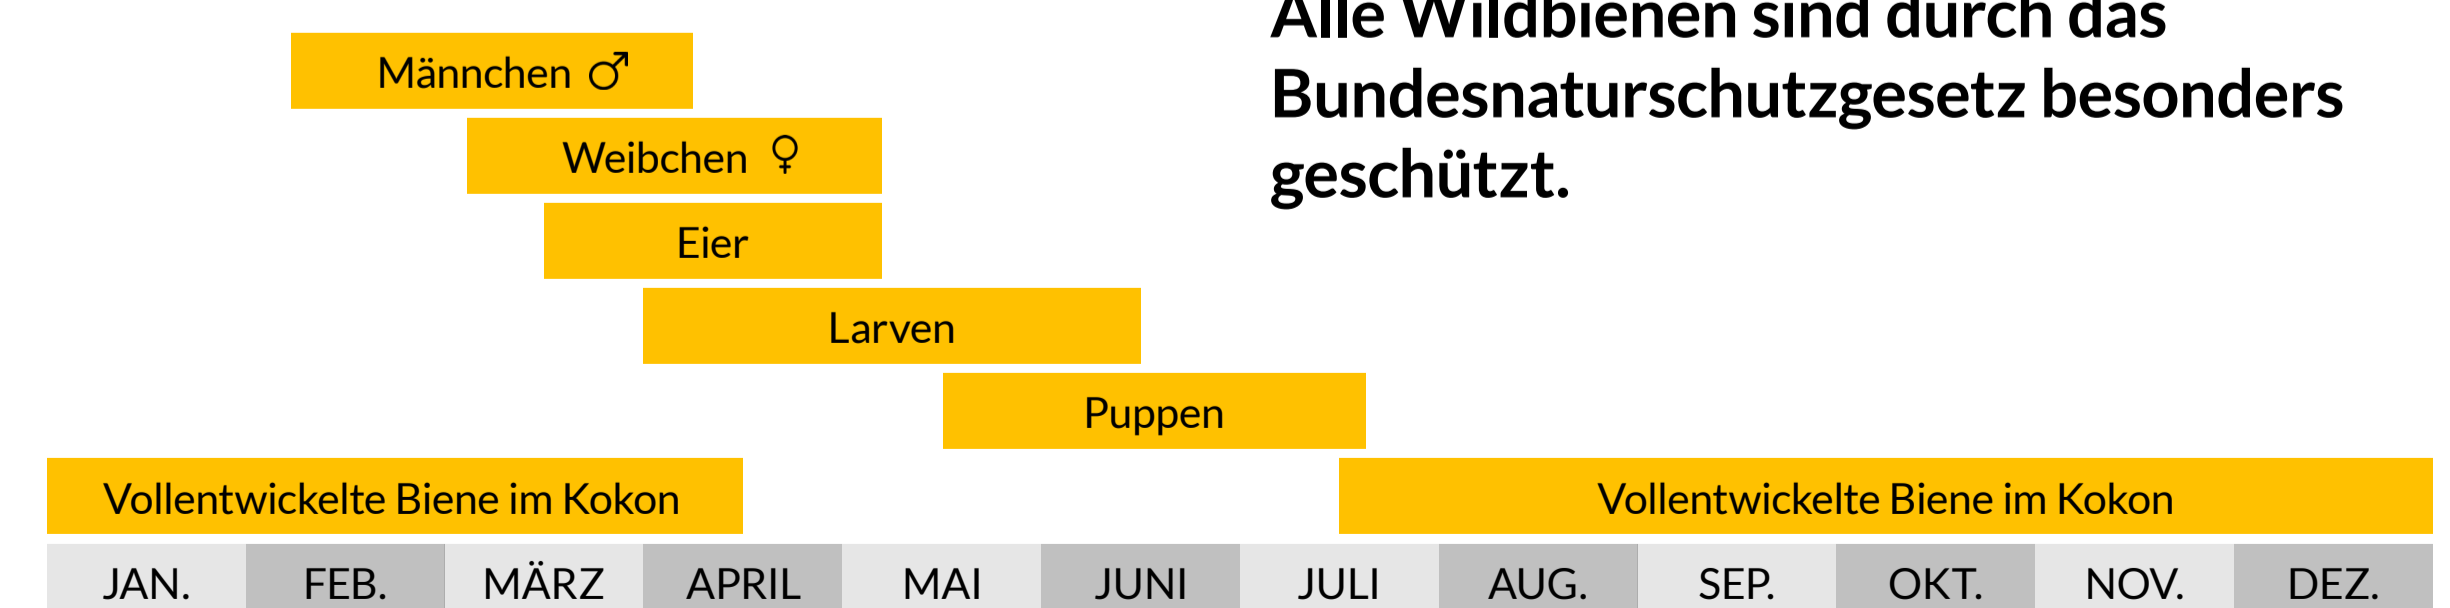 Alle Wildbienen sind durch das
Bundesnaturschutzgesetz besonders
geschützt.
Männchen ♂
Weibchen ♀
Eier
Larven
Puppen
Vollentwickelte Biene im Kokon
Vollentwickelte Biene im Kokon
JAN. FEB. MÄRZ APRIL MAI JUNI JULI AUG. SEP. OKT. NOV. DEZ.